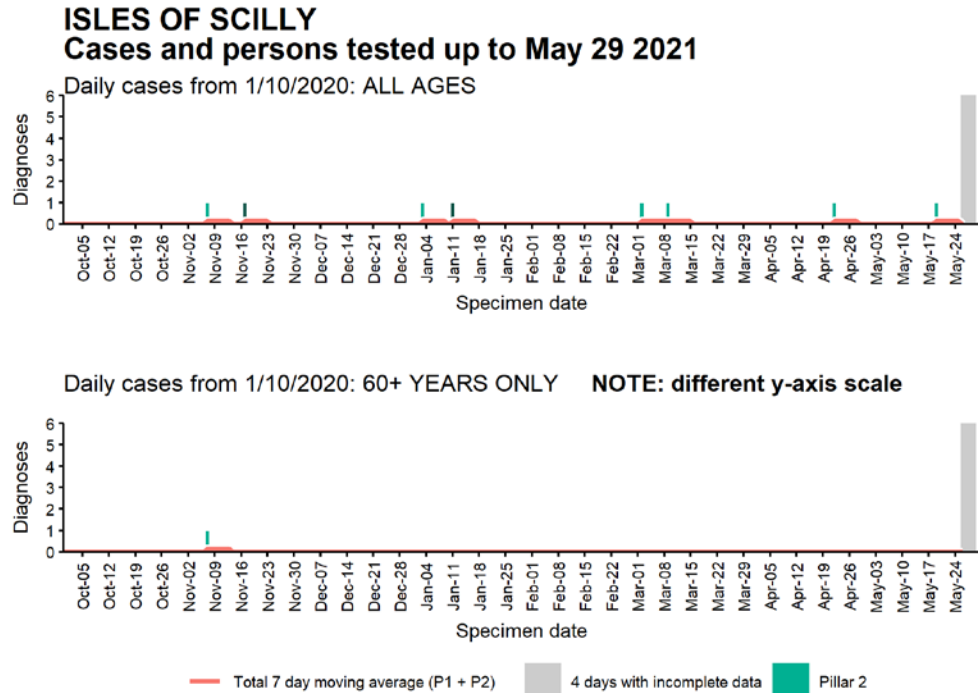 ISLES OF SCILLY
Cases and persons tested up to May 29 2021
Daily cases from 1/10/2020: ALL AGES
Diagnoses
6
5
4
3
2
1
0
Oct-05 Oct-12 Oct-19 Oct-26 Nov-02 Nov-09 Nov-16 Nov-23 Nov-30 Dec-07 Dec-14 Dec-21 Dec-28 Jan-04 Jan-11 Jan-18 Jan-25 Feb-01 Feb-08 Feb-15 Feb-22 Mar-01 Mar-08 Mar-15 Mar-22 Mar-29 Apr-05 Apr-12 Apr-19 Apr-26 May-03 May-10 May-17 May-24
Specimen date
Daily cases from 1/10/2020: 60+ YEARS ONLY NOTE: different y-axis scale
Diagnoses
6
5
4
3
2
1
0
Oct-05 Oct-12 Oct-19 Oct-26 Nov-02 Nov-09 Nov-16 Nov-23 Nov-30 Dec-07 Dec-14 Dec-21 Dec-28 Jan-04 Jan-11 Jan-18 Jan-25 Feb-01 Feb-08 Feb-15 Feb-22 Mar-01 Mar-08 Mar-15 Mar-22 Mar-29 Apr-05 Apr-12 Apr-19 Apr-26 May-03 May-10 May-17 May-24
Specimen date
Total 7 day moving average (P1 + P2) 4 days with incomplete data Pillar 2